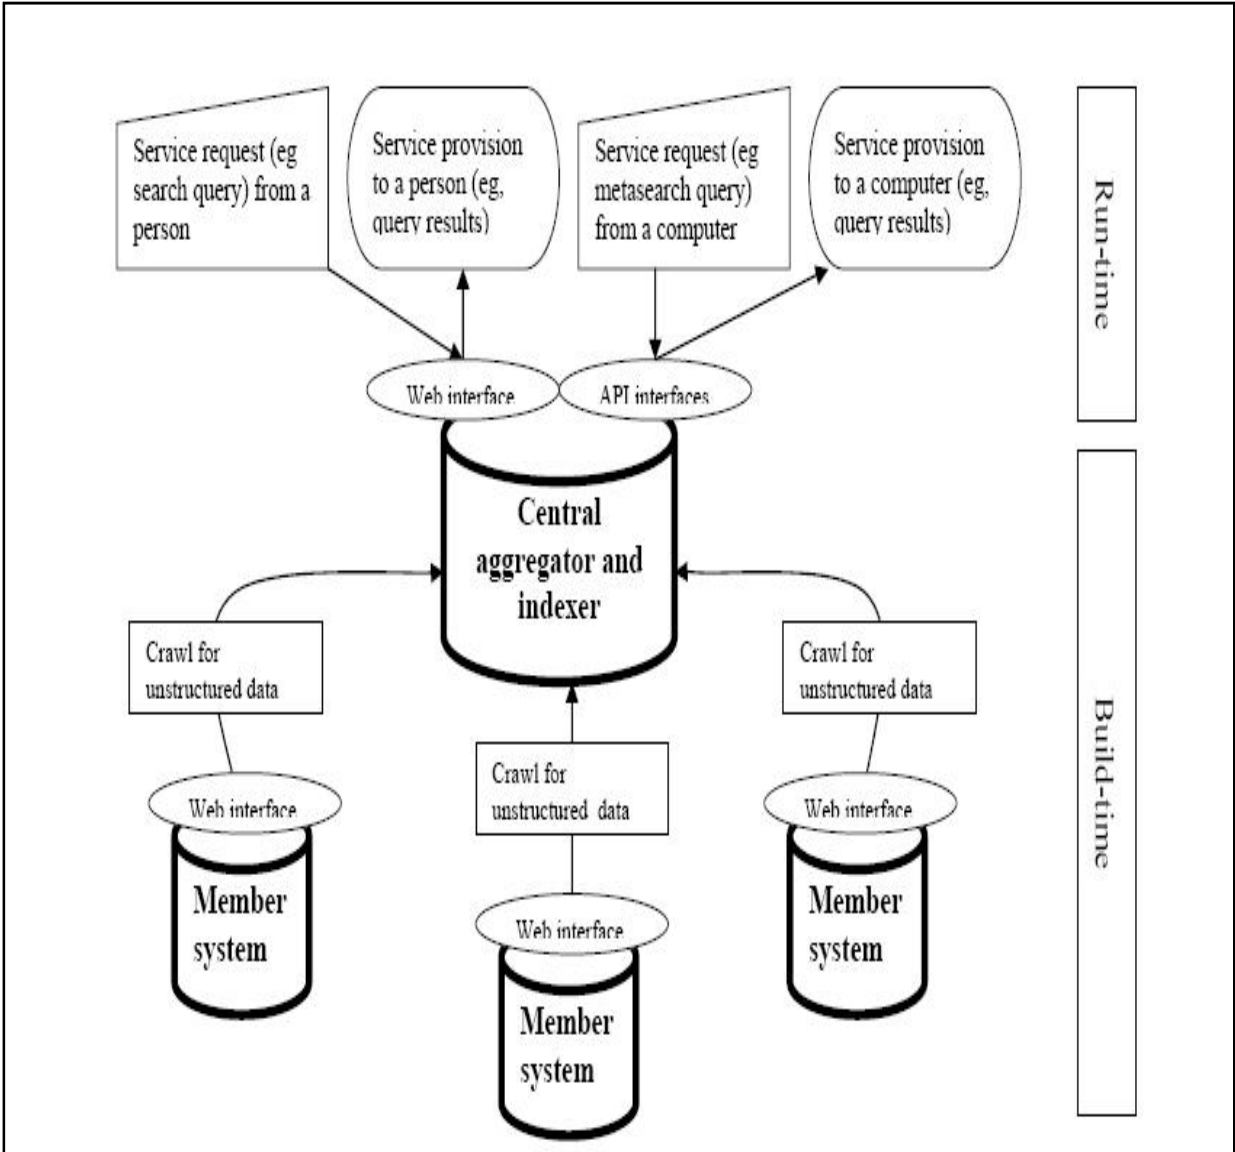 Service request (eg
search query) from a
person
Service provision
to a person (eg,
query results)
Service request (eg
metasearch query)
from a computer
Service provision
to a computer (eg,
query results)
Run-time
Web interface
API interfaces
Central
aggregator and
indexer
Crawl for
unstructured data
Crawl for
unstructured data
Crawl for
unstructured data
Build-time
Web interface
Web interface
Web interface
Member
system
Member
system
Member
system